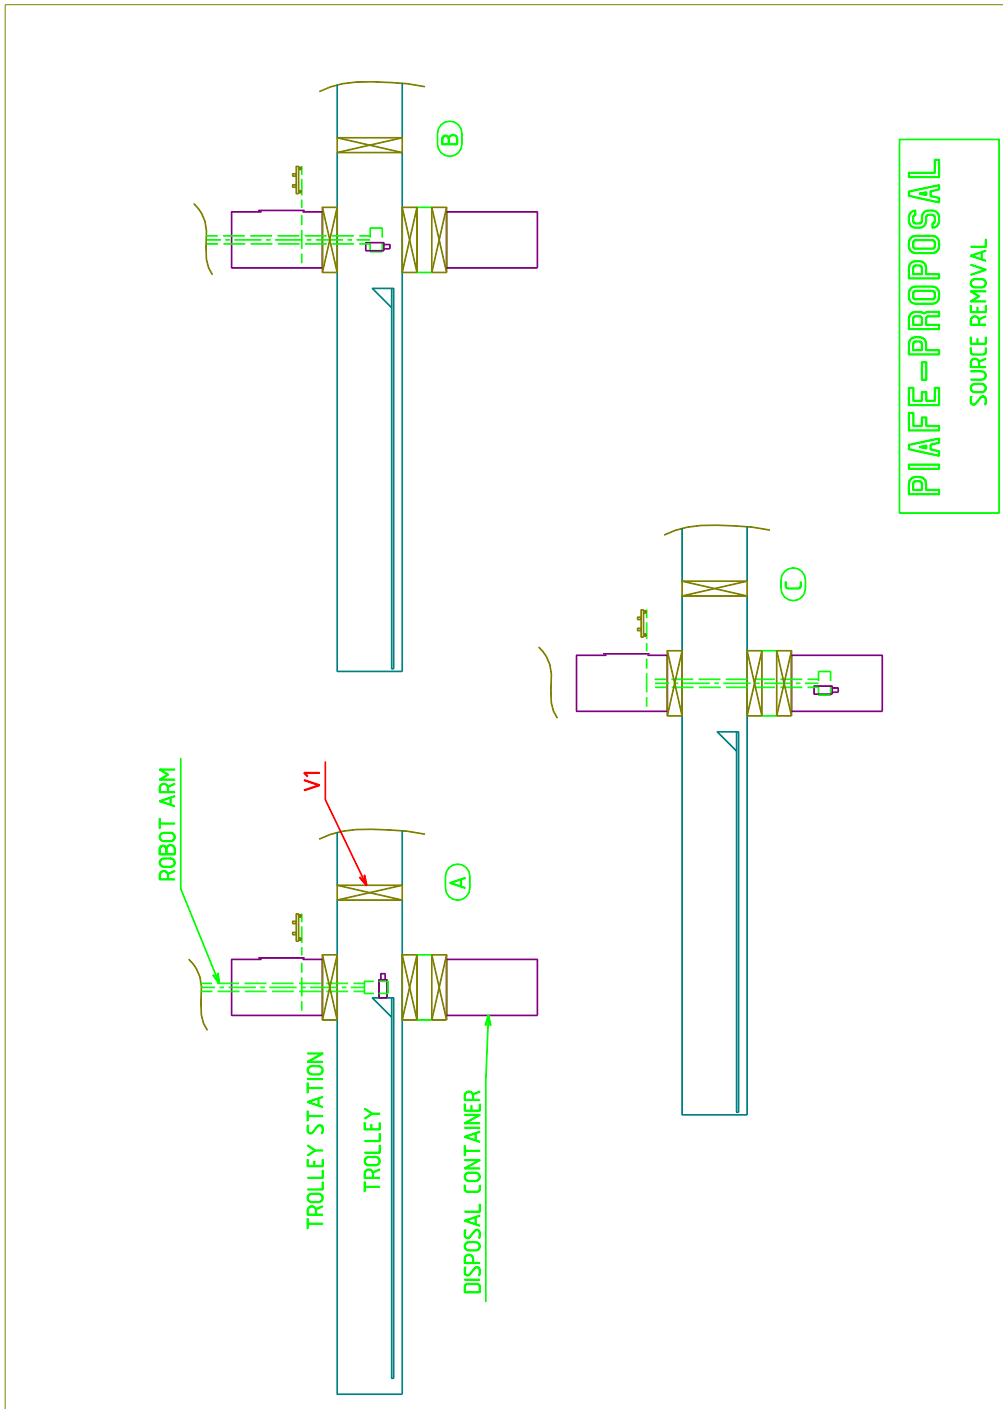 PIAFE-PROPOSAL
SOURCE REMOVAL
ROBOT ARM
V1
TROLLEY STATION
TROLLEY
DISPOSAL CONTAINER
A
B
C